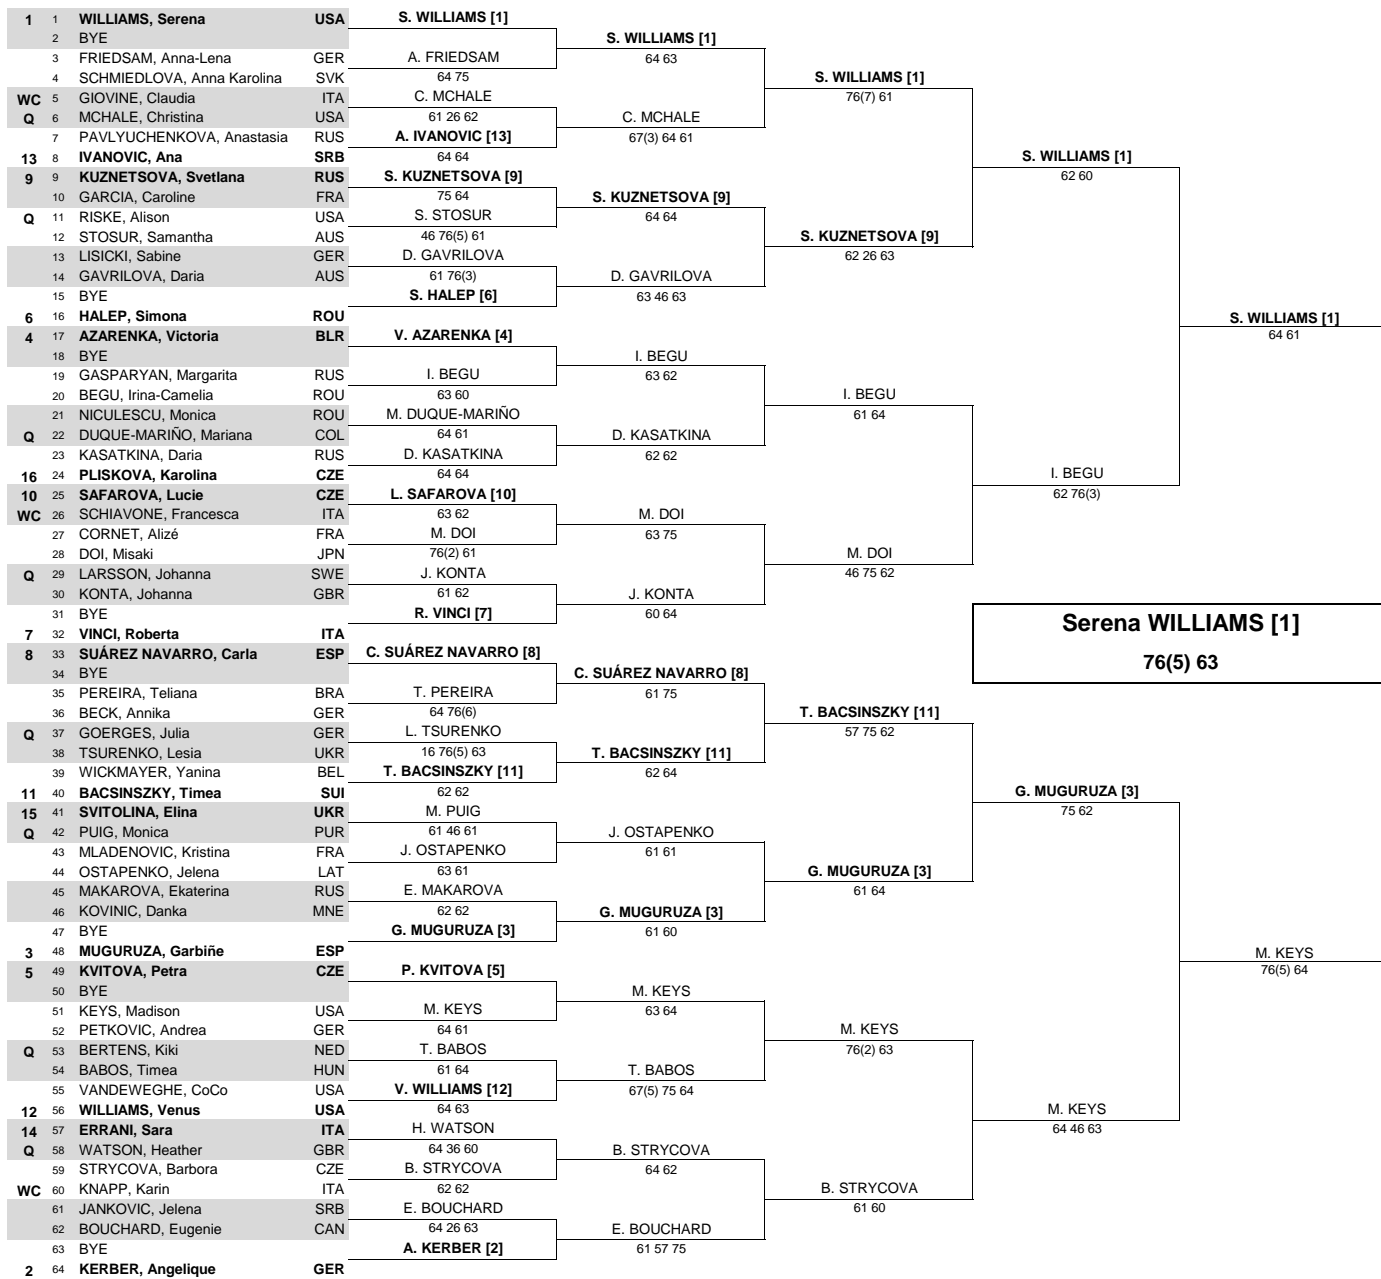 1 1 WILLIAMS, Serena USA
2 BYE
3 FRIEDSAM, Anna-Lena GER
4 SCHMIEDLOVA, Anna Karolina SVK
WC 5 GIOVINE, Claudia ITA
Q 6 MCHALE, Christina USA
7 PAVLYUCHENKOVA, Anastasia RUS
13 8 IVANOVIC, Ana SRB
9 9 KUZNETSOVA, Svetlana RUS
10 GARCIA, Caroline FRA
Q 11 RISKE, Alison USA
12 STOSUR, Samantha AUS
13 LISICKI, Sabine GER
14 GAVRILOVA, Daria AUS
15 BYE
6 16 HALEP, Simona ROU
4 17 AZARENKA, Victoria BLR
18 BYE
19 GASPARYAN, Margarita RUS
20 BEGU, Irina-Camelia ROU
21 NICULESCU, Monica ROU
Q 22 DUQUE-MARIÑO, Mariana COL
23 KASATKINA, Daria RUS
16 24 PLISKOVA, Karolina CZE
10 25 SAFAROVA, Lucie CZE
WC 26 SCHIAVONE, Francesca ITA
27 CORNET, Alizé FRA
28 DOI, Misaki JPN
Q 29 LARSSON, Johanna SWE
30 KONTA, Johanna GBR
31 BYE
7 32 VINCI, Roberta ITA
8 33 SUÁREZ NAVARRO, Carla ESP
34 BYE
35 PEREIRA, Teliana BRA
36 BECK, Annika GER
Q 37 GOERGES, Julia GER
38 TSURENKO, Lesia UKR
39 WICKMAYER, Yanina BEL
11 40 BACSINSZKY, Timea SUI
15 41 SVITOLINA, Elina UKR
Q 42 PUIG, Monica PUR
43 MLADENOVIC, Kristina FRA
44 OSTAPENKO, Jelena LAT
45 MAKAROVA, Ekaterina RUS
46 KOVINIC, Danka MNE
47 BYE
3 48 MUGURUZA, Garbiñe ESP
5 49 KVITOVA, Petra CZE
50 BYE
51 KEYS, Madison USA
52 PETKOVIC, Andrea GER
Q 53 BERTENS, Kiki NED
54 BABOS, Timea HUN
55 VANDEWEGHE, CoCo USA
12 56 WILLIAMS, Venus USA
14 57 ERRANI, Sara ITA
Q 58 WATSON, Heather GBR
59 STRYCOVA, Barbora CZE
WC 60 KNAPP, Karin ITA
61 JANKOVIC, Jelena SRB
62 BOUCHARD, Eugenie CAN
63 BYE
2 64 KERBER, Angelique GER
S. WILLIAMS [1]
A. FRIEDSAM
64 75
C. MCHALE
61 26 62
A. IVANOVIC [13]
64 64
S. KUZNETSOVA [9]
75 64
S. STOSUR
46 76(5) 61
D. GAVRILOVA
61 76(3)
S. HALEP [6]
V. AZARENKA [4]
I. BEGU
63 60
M. DUQUE-MARIÑO
64 61
D. KASATKINA
64 64
L. SAFAROVA [10]
63 62
M. DOI
76(2) 61
J. KONTA
61 62
R. VINCI [7]
C. SUÁREZ NAVARRO [8]
T. PEREIRA
64 76(6)
L. TSURENKO
16 76(5) 63
T. BACSINSZKY [11]
62 62
M. PUIG
61 46 61
J. OSTAPENKO
63 61
E. MAKAROVA
62 62
G. MUGURUZA [3]
P. KVITOVA [5]
M. KEYS
64 61
T. BABOS
61 64
V. WILLIAMS [12]
64 63
H. WATSON
64 36 60
B. STRYCOVA
62 62
E. BOUCHARD
64 26 63
A. KERBER [2]
S. WILLIAMS [1]
64 63
C. MCHALE
67(3) 64 61
S. KUZNETSOVA [9]
64 64
D. GAVRILOVA
63 46 63
I. BEGU
63 62
D. KASATKINA
62 62
M. DOI
63 75
J. KONTA
60 64
C. SUÁREZ NAVARRO [8]
61 75
T. BACSINSZKY [11]
62 64
J. OSTAPENKO
61 61
G. MUGURUZA [3]
61 60
M. KEYS
63 64
T. BABOS
67(5) 75 64
B. STRYCOVA
64 62
E. BOUCHARD
61 57 75
S. WILLIAMS [1]
76(7) 61
S. KUZNETSOVA [9]
62 26 63
I. BEGU
61 64
M. DOI
46 75 62
T. BACSINSZKY [11]
57 75 62
G. MUGURUZA [3]
61 64
M. KEYS
76(2) 63
B. STRYCOVA
61 60
S. WILLIAMS [1]
62 60
I. BEGU
62 76(3)
G. MUGURUZA [3]
75 62
M. KEYS
64 46 63
S. WILLIAMS [1]
64 61
M. KEYS
76(5) 64
Serena WILLIAMS [1]
76(5) 63